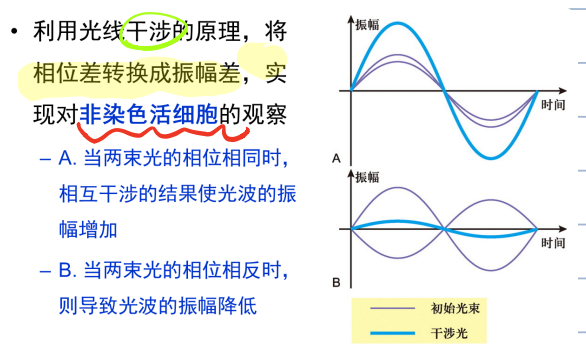 • 利用光线干涉的原理，将
相位差转换成振幅差，实
现对非染色活细胞的观察
– A. 当两束光的相位相同时，
相互干涉的结果使光波的振
幅增加
– B. 当两束光的相位相反时，
则导致光波的振幅降低
振幅
时间
A
振幅
时间
B
初始光束
干涉光